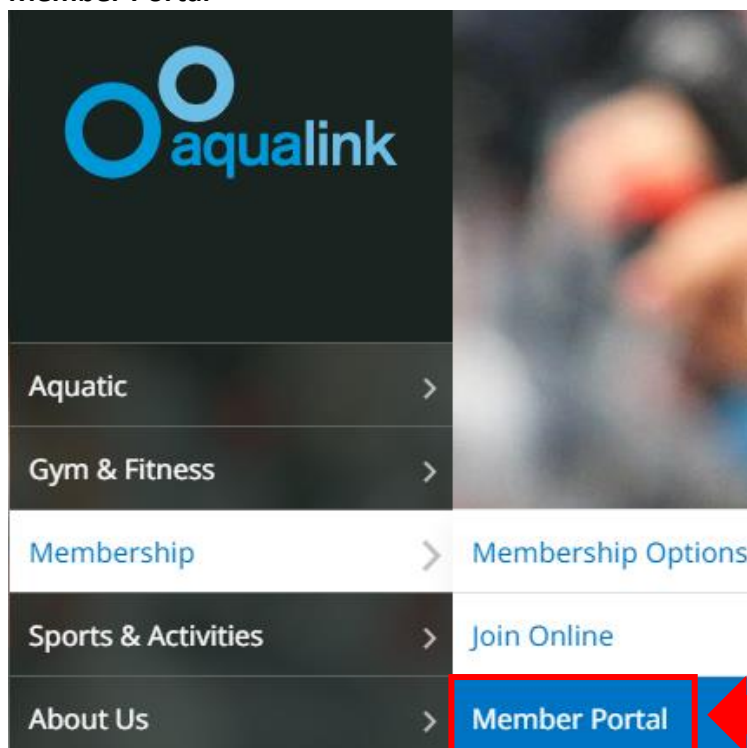 Member Portal
aqualink
Aquatic
Gym & Fitness
Membership
Membership Options
Sports & Activities
Join Online
About Us
Member Portal